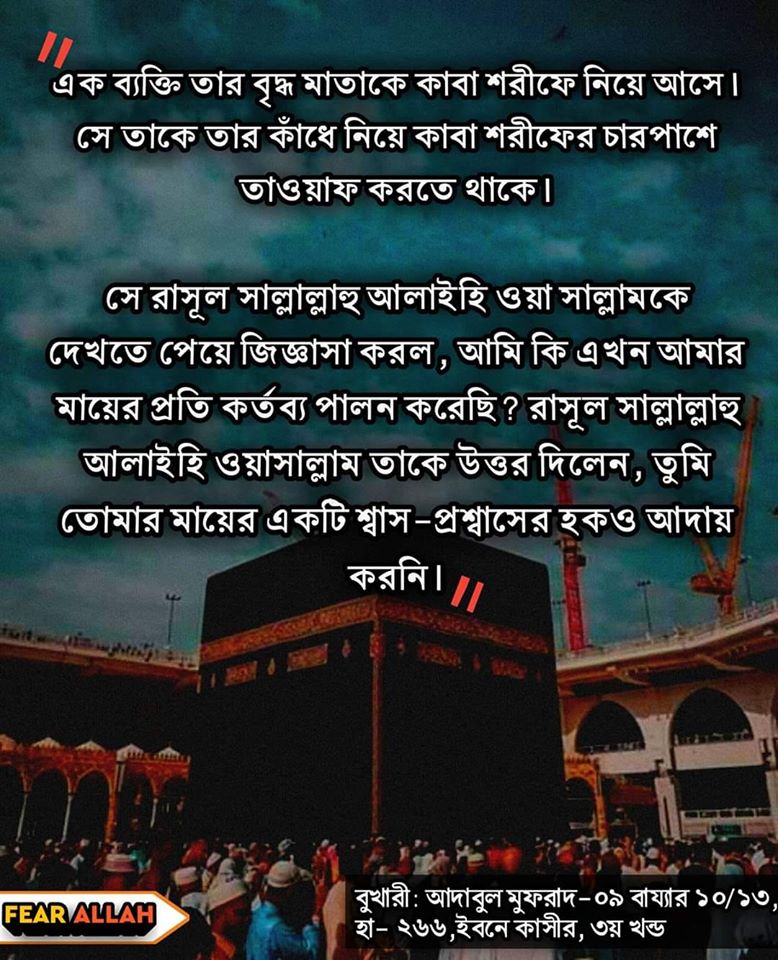 এক ব্যক্তি তার বৃদ্ধ মাতাকে কাবা শরীফে নিয়ে আসে।
সে তাকে তার কাঁধে নিয়ে কাবা শরীফের চারপাশে
তাওয়াফ করতে থাকে।
সে রাসূল সাল্লাল্লাহু আলাইহি ওয়া সাল্লামকে
দেখতে পেয়ে জিজ্ঞাসা করল, আমি কি এখন আমার
মায়ের প্রতি কর্তব্য পালন করেছি? রাসূল সাল্লাল্লাহু
আলাইহি ওয়াসাল্লাম তাকে উত্তর দিলেন, তুমি
তোমার মায়ের একটি শ্বাস-প্রশ্বাসের হকও আদায়
করনি।
বুখারী: আদাবুল মুফরাদ-০৯ বাযযার ১০/১৩,
হা- ২৬৬,ইবনে কাসীর, ৩য় খন্ড
FEAR ALLAH